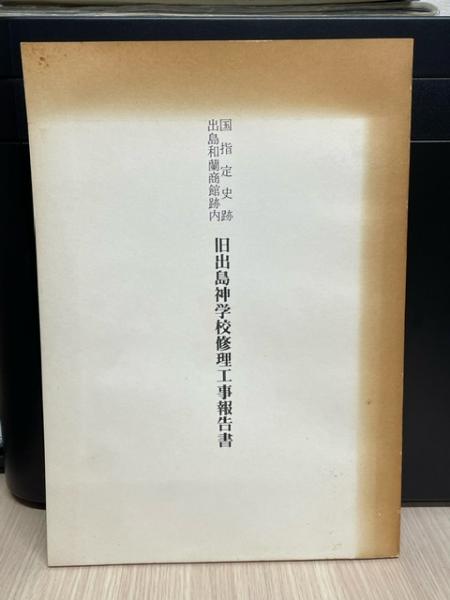 国指定史跡
出島和蘭商館跡内
旧出島神学校修理工事報告書